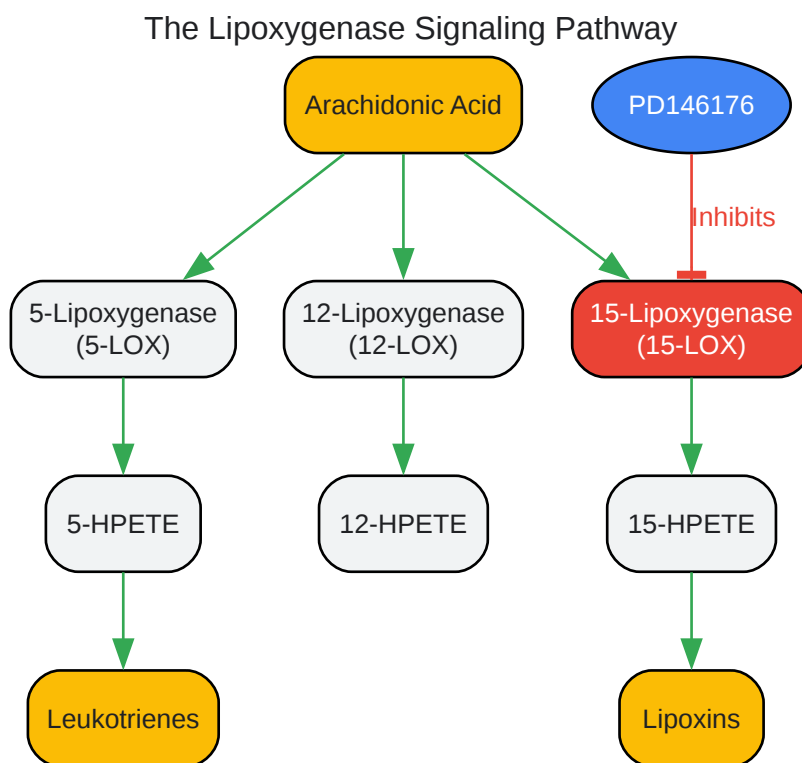 The Lipoxygenase Signaling Pathway
Arachidonic Acid
PD146176
Inhibits
5-Lipoxygenase
(5-LOX)
12-Lipoxygenase
(12-LOX)
15-Lipoxygenase
(15-LOX)
5-HPETE
12-HPETE
15-HPETE
Leukotrienes
Lipoxins